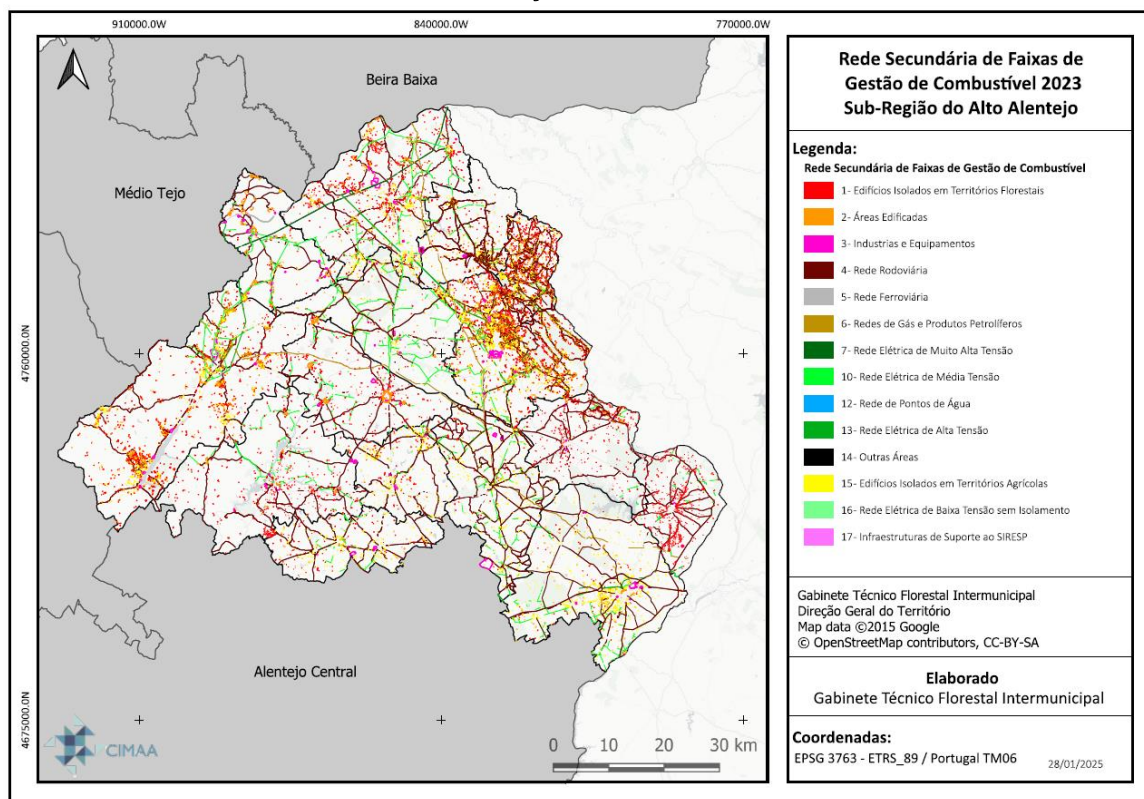 910000.0W
840000.0W
770000.0W
4760000.0N
4675000.0N
Beira Baixa
Médio Tejo
Alentejo Central
CIMAA
0 10 20 30 km
Rede Secundária de Faixas de
Gestão de Combustível 2023
Sub-Região do Alto Alentejo
Legenda:
Rede Secundária de Faixas de Gestão de Combustível
1- Edifícios Isolados em Territórios Florestais
2- Áreas Edificadas
3- Industrias e Equipamentos
4- Rede Rodoviária
5- Rede Ferroviária
6- Redes de Gás e Produtos Petrolíferos
7- Rede Elétrica de Muito Alta Tensão
10- Rede Elétrica de Média Tensão
12- Rede de Pontos de Água
13- Rede Elétrica de Alta Tensão
14- Outras Áreas
15- Edifícios Isolados em Territórios Agrícolas
16- Rede Elétrica de Baixa Tensão sem Isolamento
17- Infraestruturas de Suporte ao SIRESP
Gabinete Técnico Florestal Intermunicipal
Direção Geral do Território
Map data ©2015 Google
© OpenStreetMap contributors, CC-BY-SA
Elaborado
Gabinete Técnico Florestal Intermunicipal
Coordenadas:
EPSG 3763 - ETRS_89 / Portugal TM06
28/01/2025